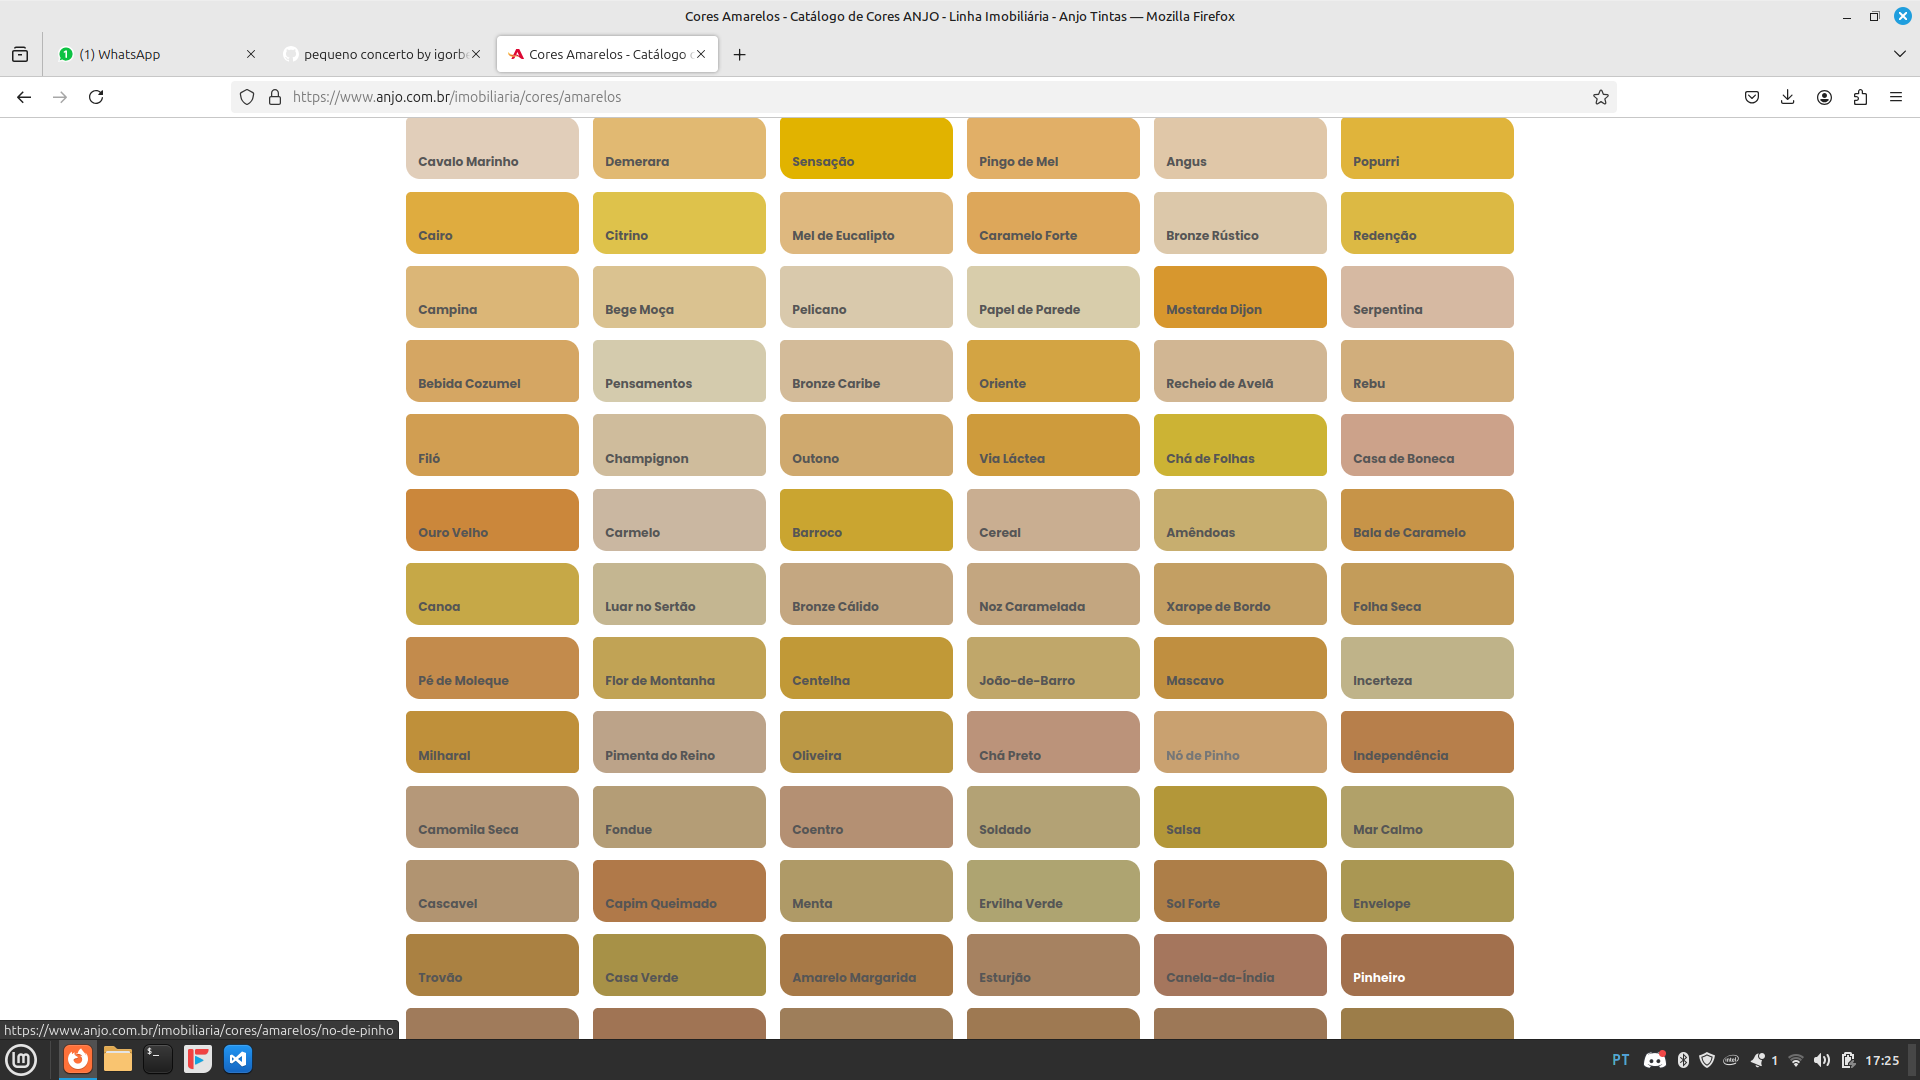 Cores Amarelos - Catálogo de Cores ANJO - Linha Imobiliária - Anjo Tintas — Mozilla Firefox
(1) WhatsApp
pequeno concerto by igorb
Cores Amarelos - Catálogo
https://www.anjo.com.br/imobiliaria/cores/amarelos
Cavalo Marinho Demerara Sensação Pingo de Mel Angus Popurri
Cairo Citrino Mel de Eucalipto Caramelo Forte Bronze Rústico Redenção
Campina Bege Moça Pelicano Papel de Parede Mostarda Dijon Serpentina
Bebida Cozumel Pensamentos Bronze Caribe Oriente Recheio de Avelã Rebu
Filó Champignon Outono Via Láctea Chá de Folhas Casa de Boneca
Ouro Velho Carmelo Barroco Cereal Amêndoas Bala de Caramelo
Canoa Luar no Sertão Bronze Cálido Noz Caramelada Xarope de Bordo Folha Seca
Pé de Moleque Flor de Montanha Centelha João-de-Barro Mascavo Incerteza
Milharal Pimenta do Reino Oliveira Chá Preto Nó de Pinho Independência
Camomila Seca Fondue Coentro Soldado Salsa Mar Calmo
Cascavel Capim Queimado Menta Ervilha Verde Sol Forte Envelope
Trovão Casa Verde Amarelo Margarida Esturjão Canela-da-Índia Pinheiro
https://www.anjo.com.br/imobiliaria/cores/amarelos/no-de-pinho
PT 1 17:25